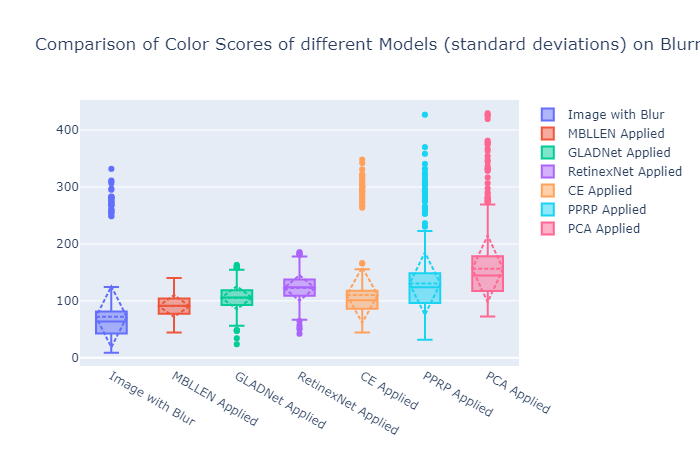 Comparison of Color Scores of different Models (standard deviations) on
400
300
200
100
0
Image with Blur
MBLLEN Applied
GLADNet Applied
RetinexNet Applied
CE Applied
PPRP Applied
PCA Applied
Image with Blur
MBLLEN Applied
GLADNet Applied
RetinexNet Applied
CE Applied
PPRP Applied
PCA Applied